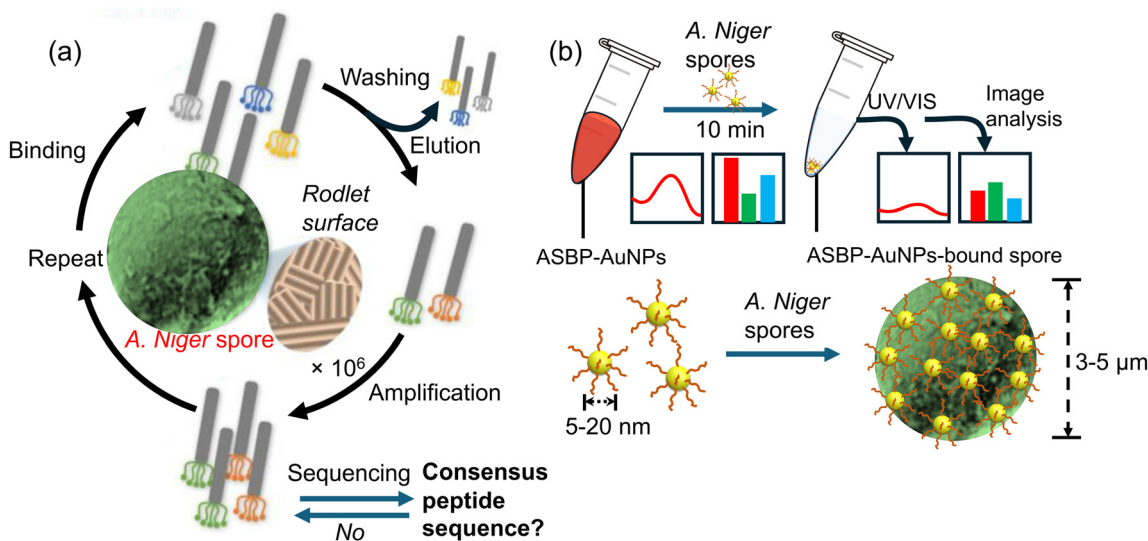 (a)
Washing
Elution
Binding
Rodlet
surface
Repeat
A. Niger spore
× 10⁶
Amplification
Sequencing
No
Consensus
peptide
sequence?
(b)
A. Niger
spores
10 min
UV/VIS
Image
analysis
ASBP-AuNPs
ASBP-AuNPs-bound spore
A. Niger
spores
5-20 nm
3-5 μm